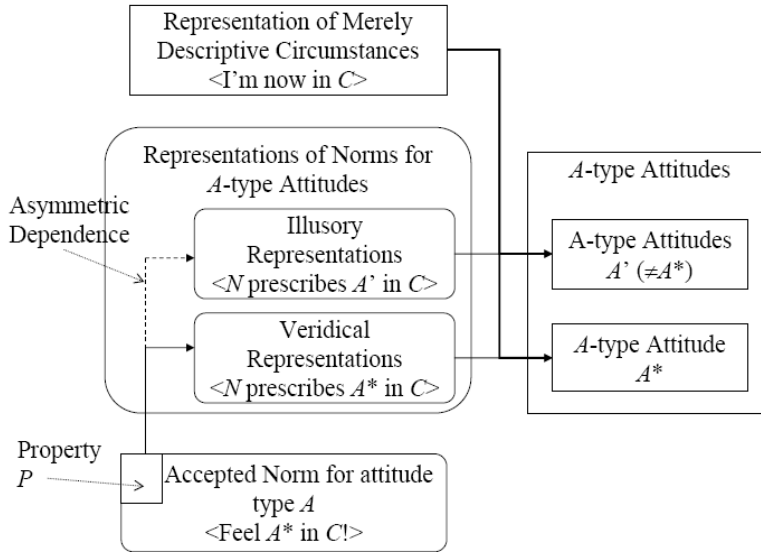 Representation of Merely
Descriptive Circumstances
<I'm now in C>
Representations of Norms for
A-type Attitudes
A-type Attitudes
Asymmetric
Dependence
Illusory
Representations
<N prescribes A' in C>
A-type Attitudes
A' (≠A*)
Veridical
Representations
<N prescribes A* in C>
A-type Attitude
A*
Property
P
Accepted Norm for attitude
type A
<Feel A* in C!>